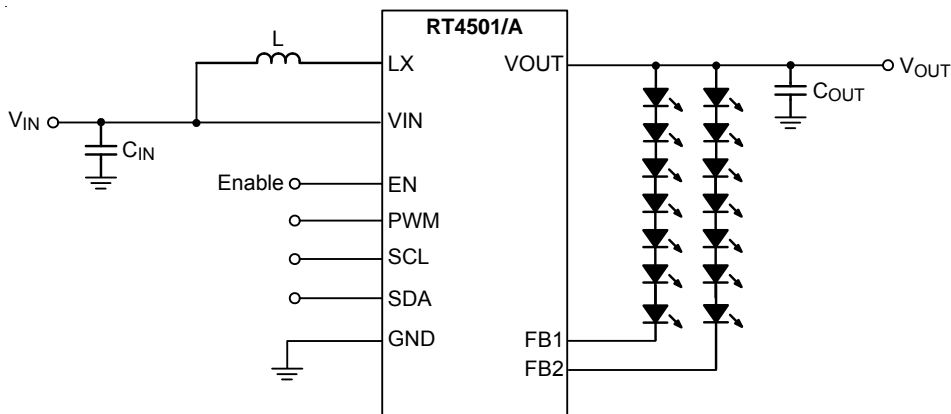 RT4501/A
L
LX
VOUT
VOUT
COUT
VIN
VIN
CIN
Enable
EN
PWM
SCL
SDA
GND
FB1
FB2